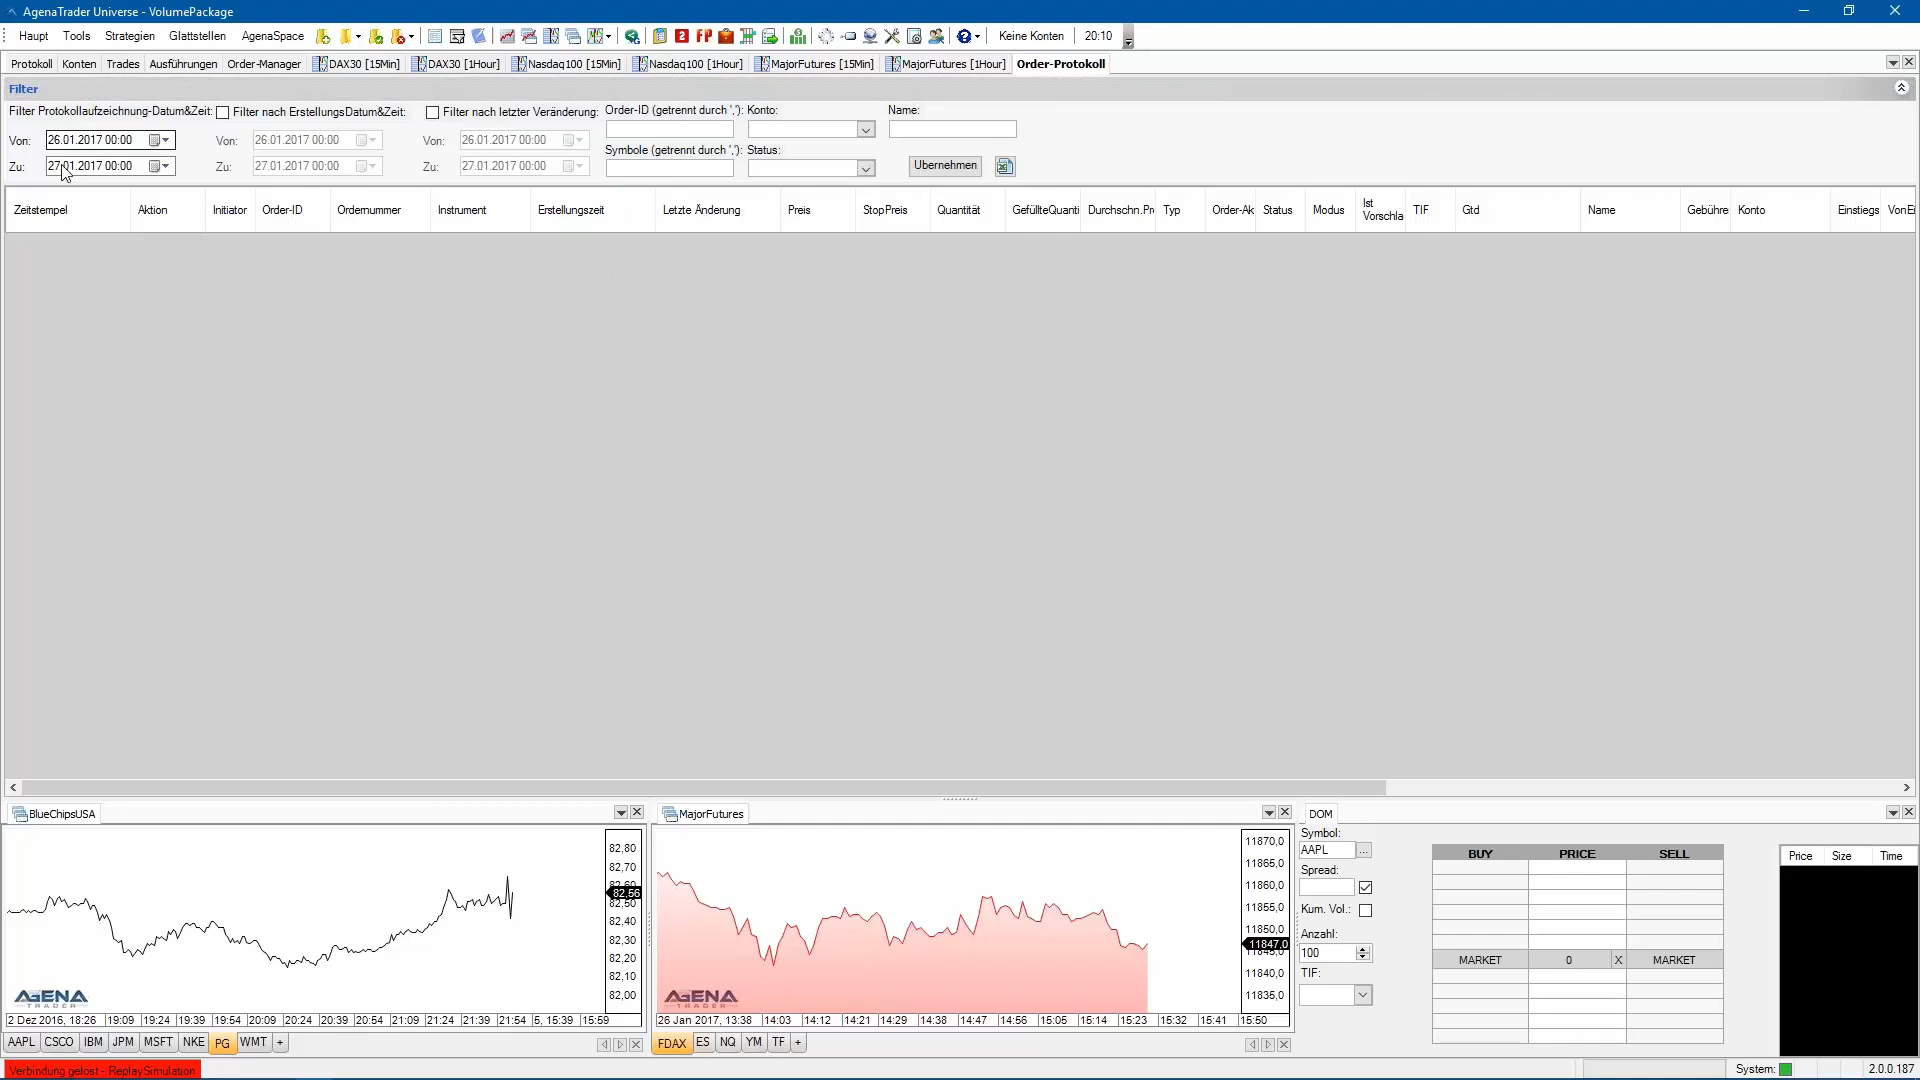 AgenaTrader Universe - VolumePackage
Haupt Tools Strategien Glattstellen AgenaSpace Keine Konten 20:10
Protokoll Konten Trades Ausführungen Order-Manager DAX30 [15Min] DAX30 [1Hour] Nasdaq100 [15Min] Nasdaq100 [1Hour] MajorFutures [15Min] MajorFutures [1Hour] Order-Protokoll
Filter
Filter Protokollaufzeichnung-Datum&Zeit: Filter nach ErstellungsDatum&Zeit: Filter nach letzter Veränderung: Order-ID (getrennt durch ','): Konto: Name:
Von: 26.01.2017 00:00 Von: 26.01.2017 00:00 Von: 26.01.2017 00:00
Symbole (getrennt durch ','): Status:
Zu: 27.01.2017 00:00 Zu: 27.01.2017 00:00 Zu: 27.01.2017 00:00 Übernehmen
Zeitstempel Aktion Initiator Order-ID Ordernummer Instrument Erstellungszeit Letzte Änderung Preis StopPreis Quantität GefüllteQuanti Durchschn.Pr Typ Order-Ak Status Modus Ist Vorschla TIF Gtd Name Gebühre Konto Einstiegs VonEi
BlueChipsUSA
82,80
82,70
82,60
82,56
82,50
82,40
82,30
82,20
82,10
82,00
AGENA
TRADER
2 Dez 2016, 18:26 19:09 19:24 19:39 19:54 20:09 20:24 20:39 20:54 21:09 21:24 21:39 21:54 5, 15:39 15:59
AAPL CSCO IBM JPM MSFT NKE PG WMT +
MajorFutures
11870,0
11865,0
11860,0
11855,0
11850,0
11847,0
11845,0
11840,0
11835,0
AGENA
TRADER
26 Jan 2017, 13:38 14:03 14:12 14:21 14:29 14:38 14:47 14:56 15:05 15:14 15:23 15:32 15:41 15:50
FDAX ES NQ YM TF +
DOM
Symbol:
AAPL ...
Spread:
Kum. Vol.:
Anzahl:
100
TIF:
BUY PRICE SELL
MARKET 0 X MARKET
Price Size Time
Verbindung gelöst - ReplaySimulation
System: 2.0.0.187